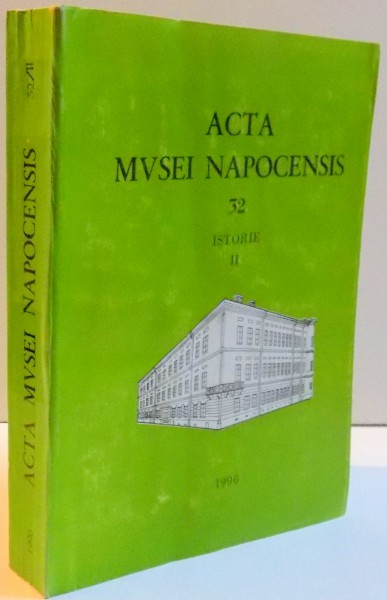 ACTA
MVSEI NAPOCENSIS
32
ISTORIE
II
1996
ACTA MVSEI NAPOCENSIS 32/II